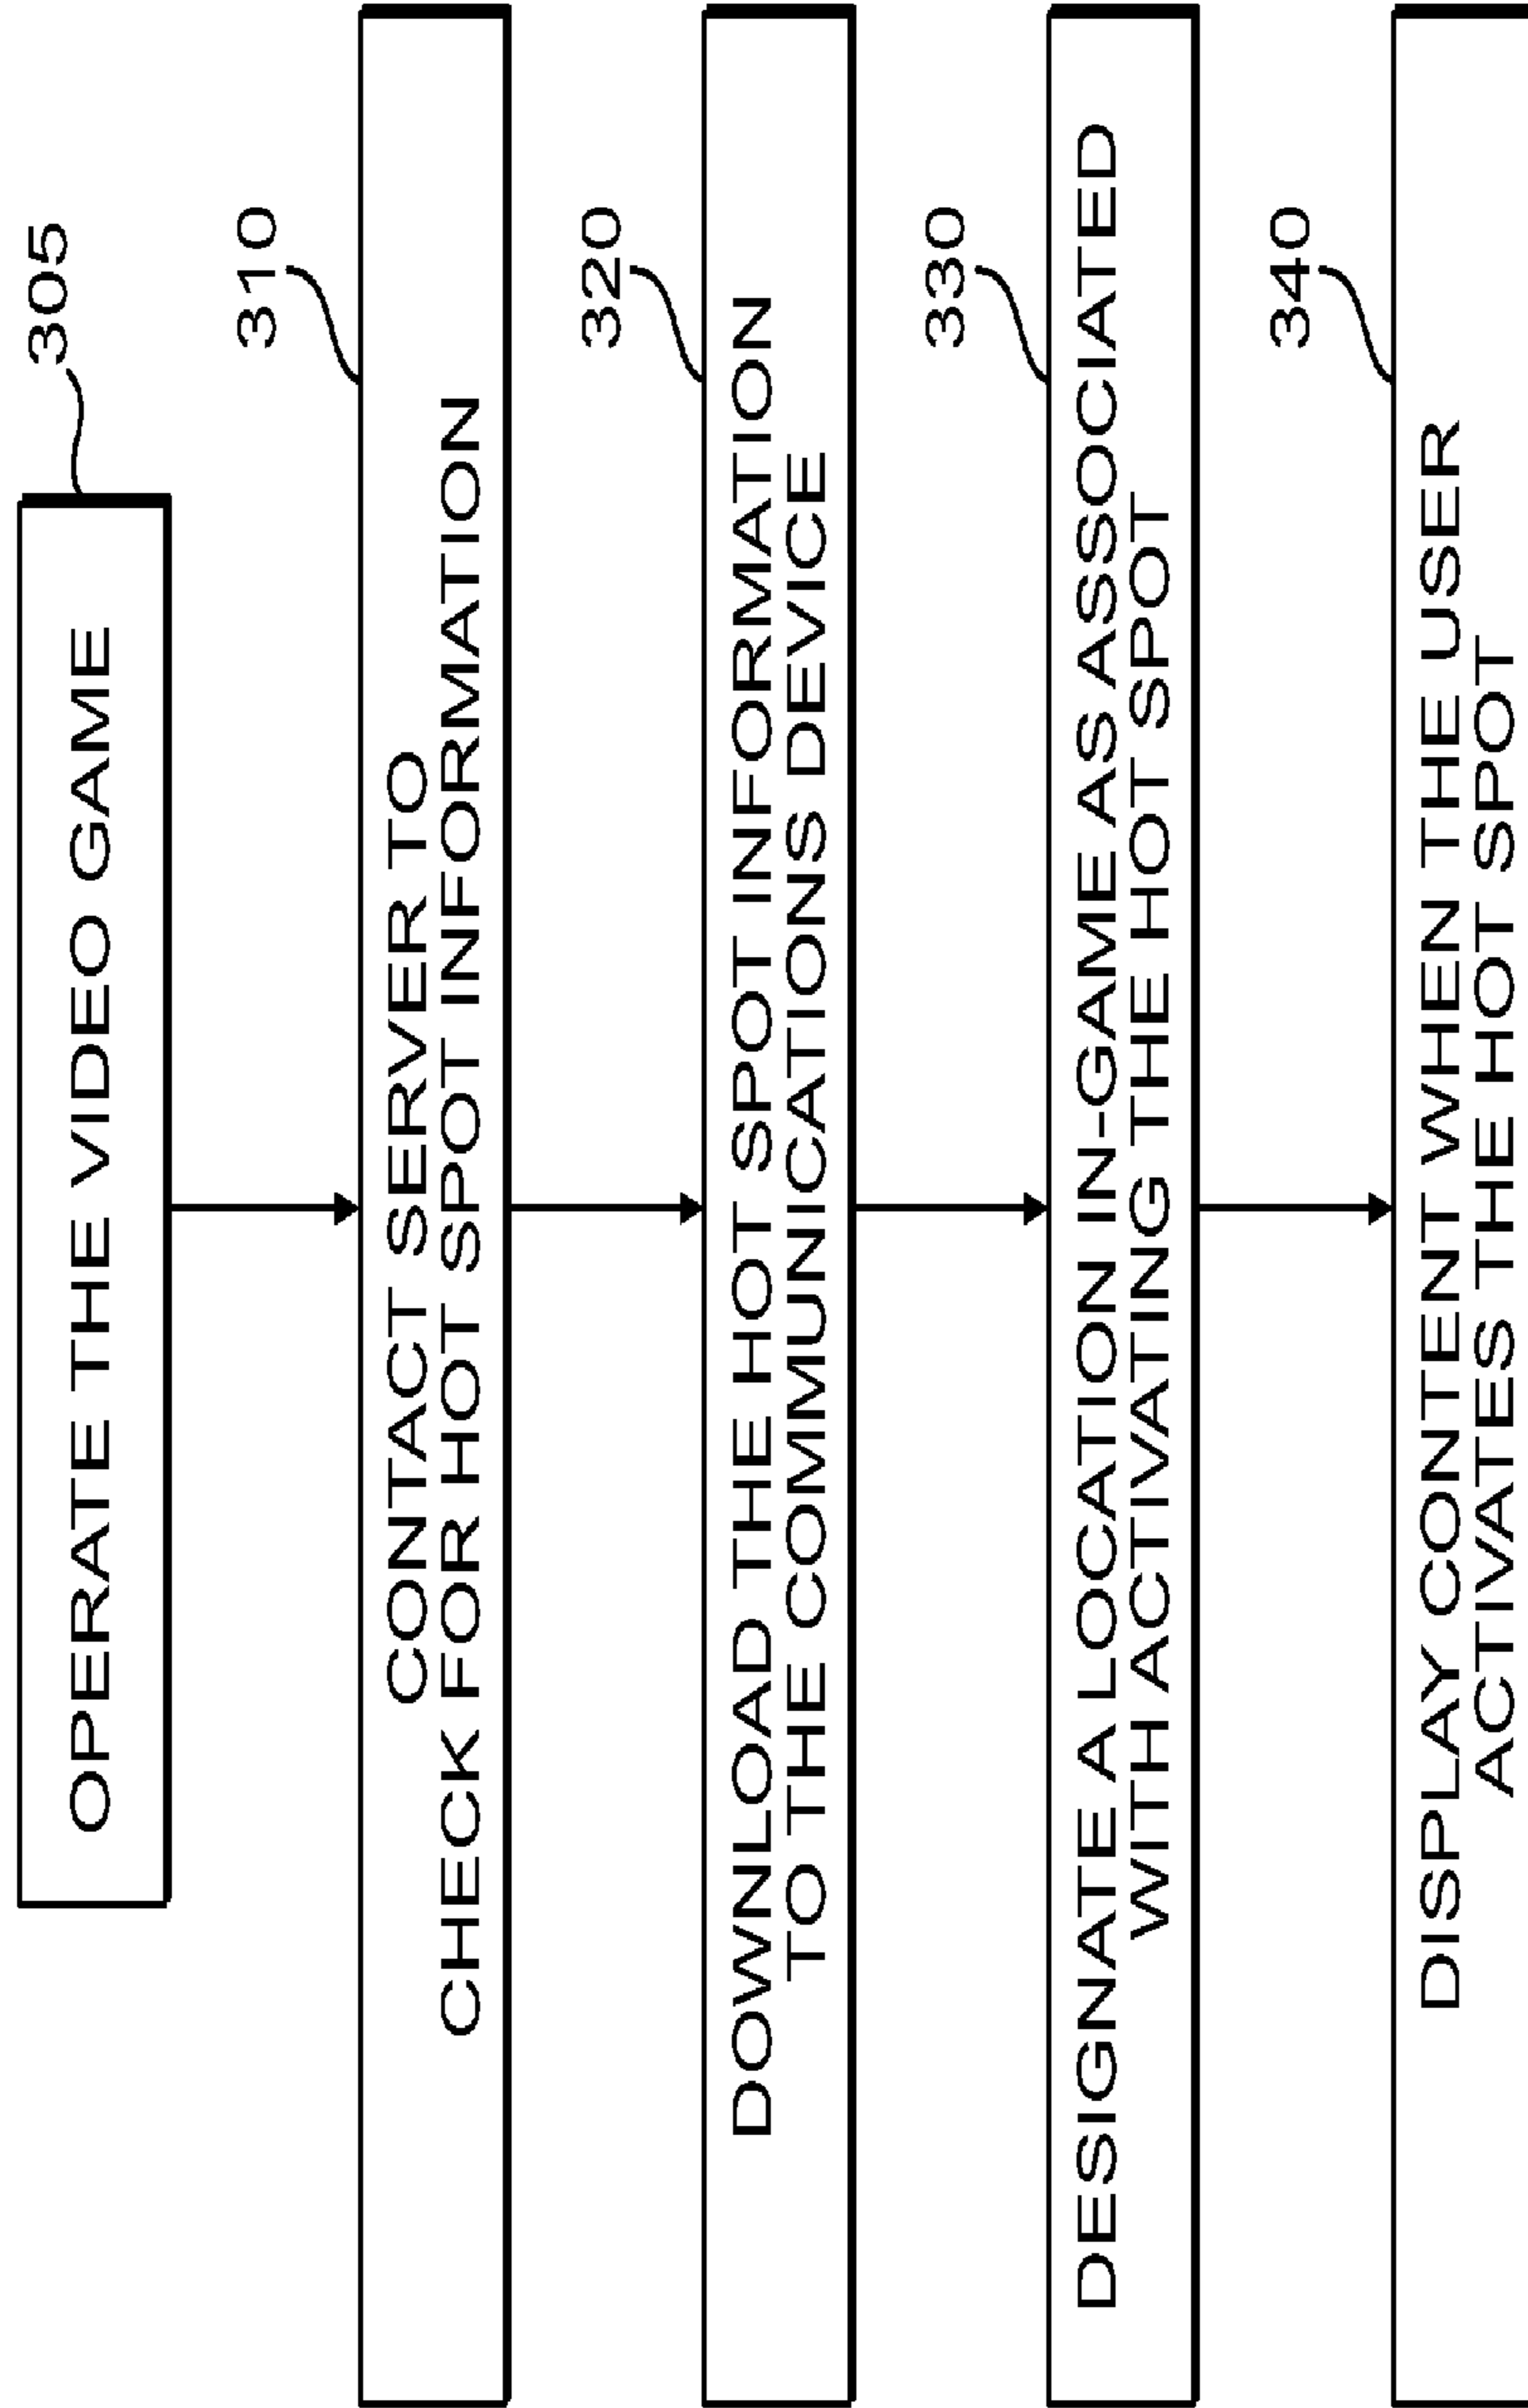 305
OPERATE THE VIDEO GAME
310
CONTACT SERVER TO
CHECK FOR HOT SPOT INFORMATION
320
DOWNLOAD THE HOT SPOT INFORMATION
TO THE COMMUNICATIONS DEVICE
330
DESIGNATE A LOCATION IN-GAME AS ASSOCIATED
WITH ACTIVATING THE HOT SPOT
340
DISPLAY CONTENT WHEN THE USER
ACTIVATES THE HOT SPOT